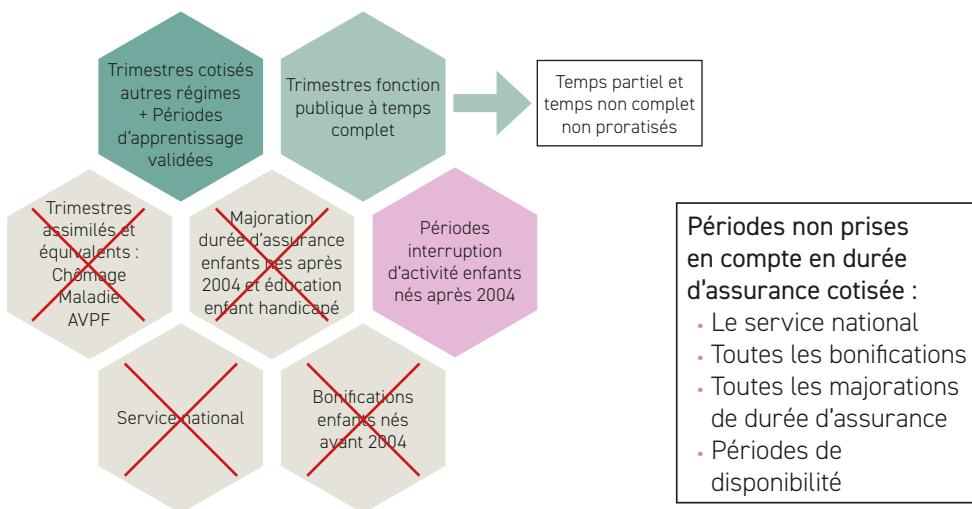 Trimestres cotisés
autres régimes
+ Périodes
d'apprentissage
validées
Trimestres fonction
publique à temps
complet
Temps partiel et
temps non complet
non proratisés
Trimestres
assimilés et
équivalents :
Chômage
Maladie
AVPF
Majoration
durée d'assurance
enfants nés après
2004 et éducation
enfant handicapé
Périodes
interruption
d'activité enfants
nés après 2004
Service national
Bonifications
enfants nés
avant 2004
Périodes non prises
en compte en durée
d'assurance cotisée :
• Le service national
• Toutes les bonifications
• Toutes les majorations
de durée d'assurance
• Périodes de
disponibilité